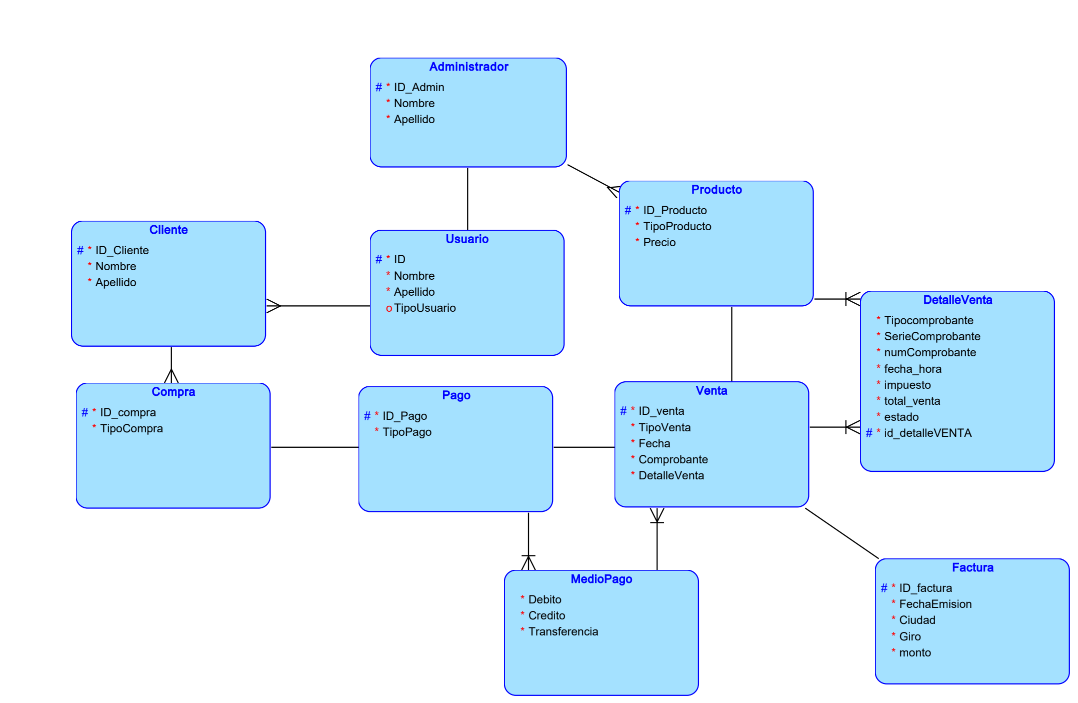 Administrador
# * ID_Admin
* Nombre
* Apellido
Producto
# * ID_Producto
* TipoProducto
* Precio
Cliente
# * ID_Cliente
* Nombre
* Apellido
Usuario
# * ID
* Nombre
* Apellido
o TipoUsuario
DetalleVenta
* Tipocomprobante
* SerieComprobante
* numComprobante
* fecha_hora
* impuesto
* total_venta
* estado
# * id_detalleVENTA
Compra
# * ID_compra
* TipoCompra
Pago
# * ID_Pago
* TipoPago
Venta
# * ID_venta
* TipoVenta
* Fecha
* Comprobante
* DetalleVenta
MedioPago
* Debito
* Credito
* Transferencia
Factura
# * ID_factura
* FechaEmision
* Ciudad
* Giro
* monto